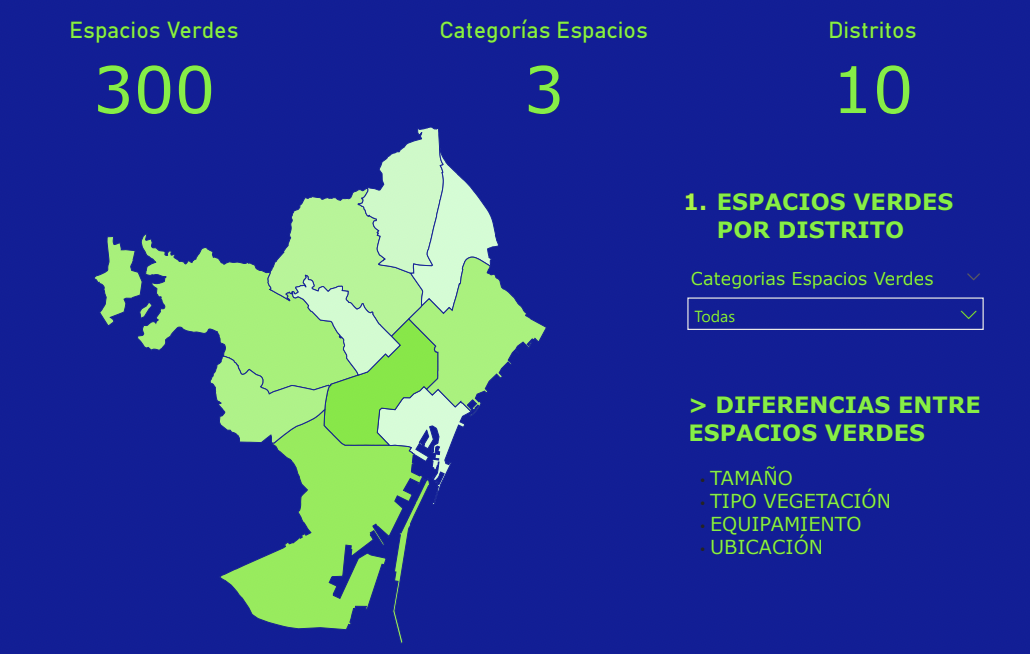 Espacios Verdes
Categorías Espacios
Distritos
300
3
10
1. ESPACIOS VERDES
POR DISTRITO
Categorias Espacios Verdes
Todas
> DIFERENCIAS ENTRE
ESPACIOS VERDES
TAMAÑO
TIPO VEGETACIÓN
EQUIPAMIENTO
UBICACIÓN